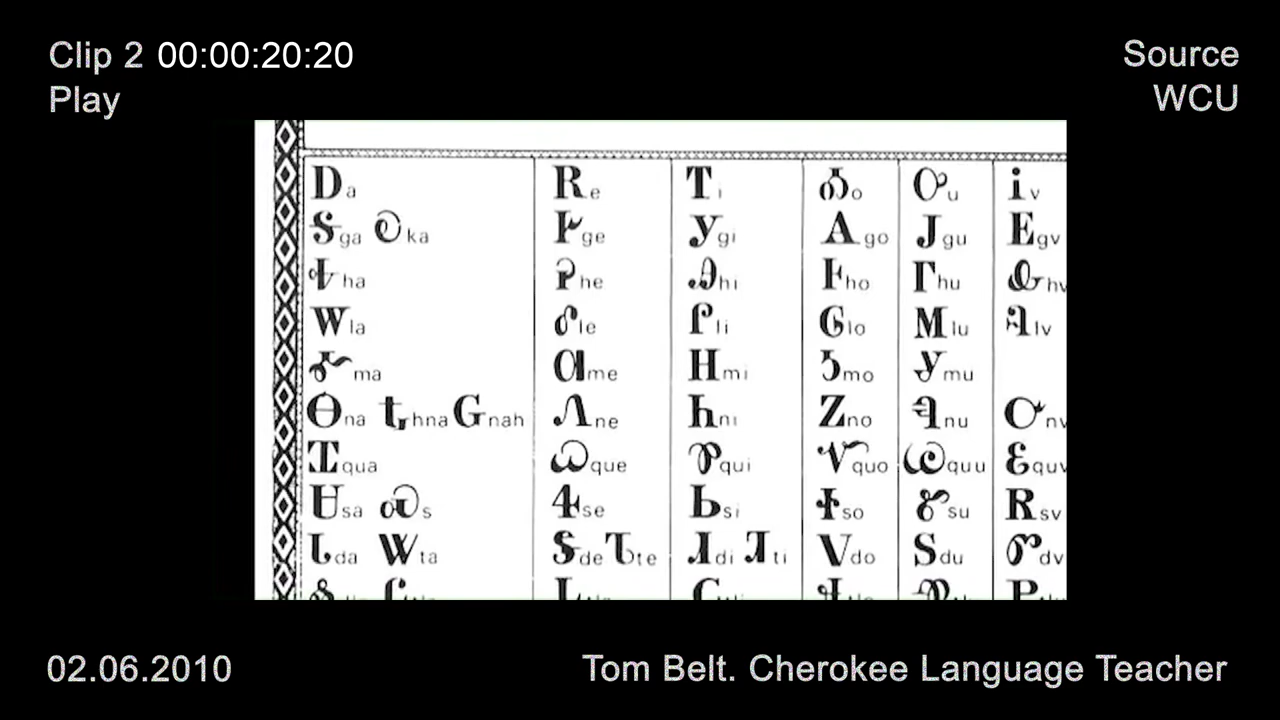 Clip 2 00:00:20:20
Play
Source
WCU
Ꭰa Ꭱe Ꭲi Ꭳo Ꭴu Ꭵv
Ꭶga Ꭷka Ꭸge Ꭹgi Ꭺgo Ꭻgu Ꭼgv
Ꭽha Ꭾhe Ꭿhi Ꮀho Ꮁhu Ꮂhv
Ꮃla Ꮄle Ꮅli Ꮆlo Ꮇlu Ꮈlv
Ꮉma Ꮊme Ꮋmi Ꮌmo Ꮍmu
Ꮎna Ꮏhna Ꮐnah Ꮑne Ꮒni Ꮓno Ꮔnu Ꮕnv
Ꮖqua Ꮗque Ꮘqui Ꮙquo Ꮚquu Ꮛquv
Ꮜsa Ꮝs Ꮞse Ꮟsi Ꮠso Ꮡsu Ꮢsv
Ꮣda Ꮤta Ꮥde Ꮦte Ꮧdi Ꮨti Ꮩdo Ꮪdu Ꮫdv
02.06.2010
Tom Belt. Cherokee Language Teacher